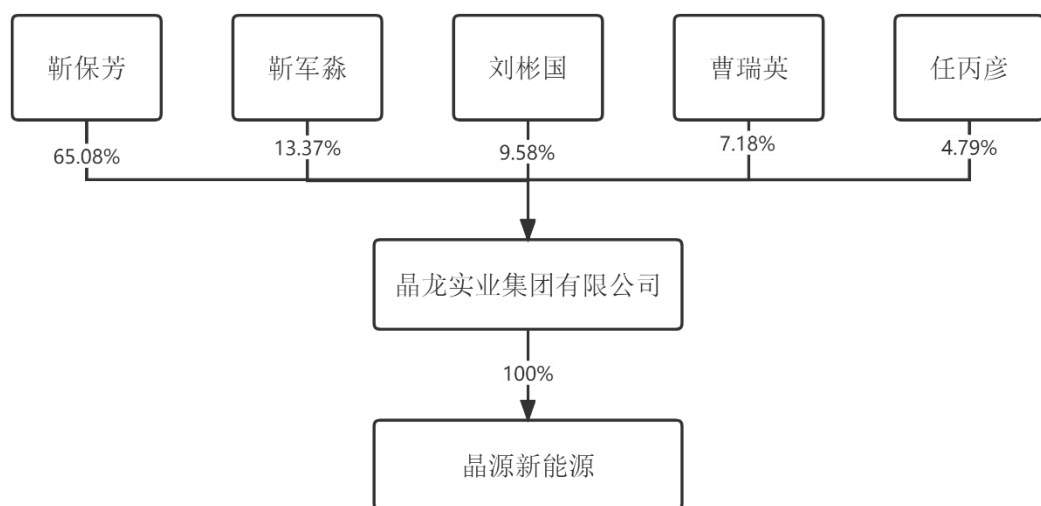 靳保芳
靳军淼
刘彬国
曹瑞英
任丙彦
65.08%
13.37%
9.58%
7.18%
4.79%
晶龙实业集团有限公司
100%
晶源新能源